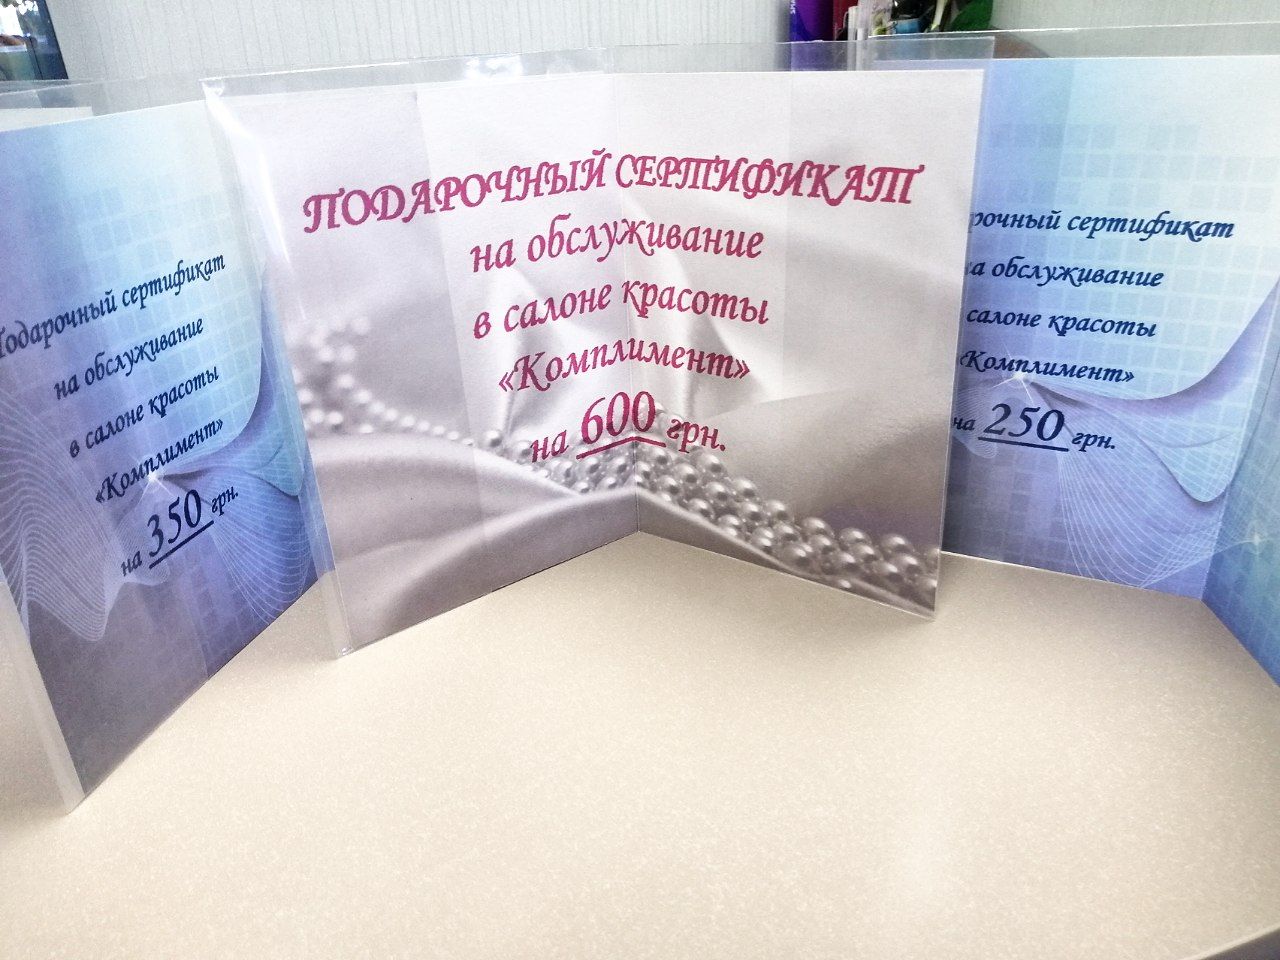 Подарочный сертификат
на обслуживание
в салоне красоты
«Комплимент»
на 350 грн.
ПОДАРОЧНЫЙ СЕРТИФИКАТ
на обслуживание
в салоне красоты
«Комплимент»
на 600 грн.
рочный сертификат
на обслуживание
салоне красоты
«Комплимент»
на 250 грн.